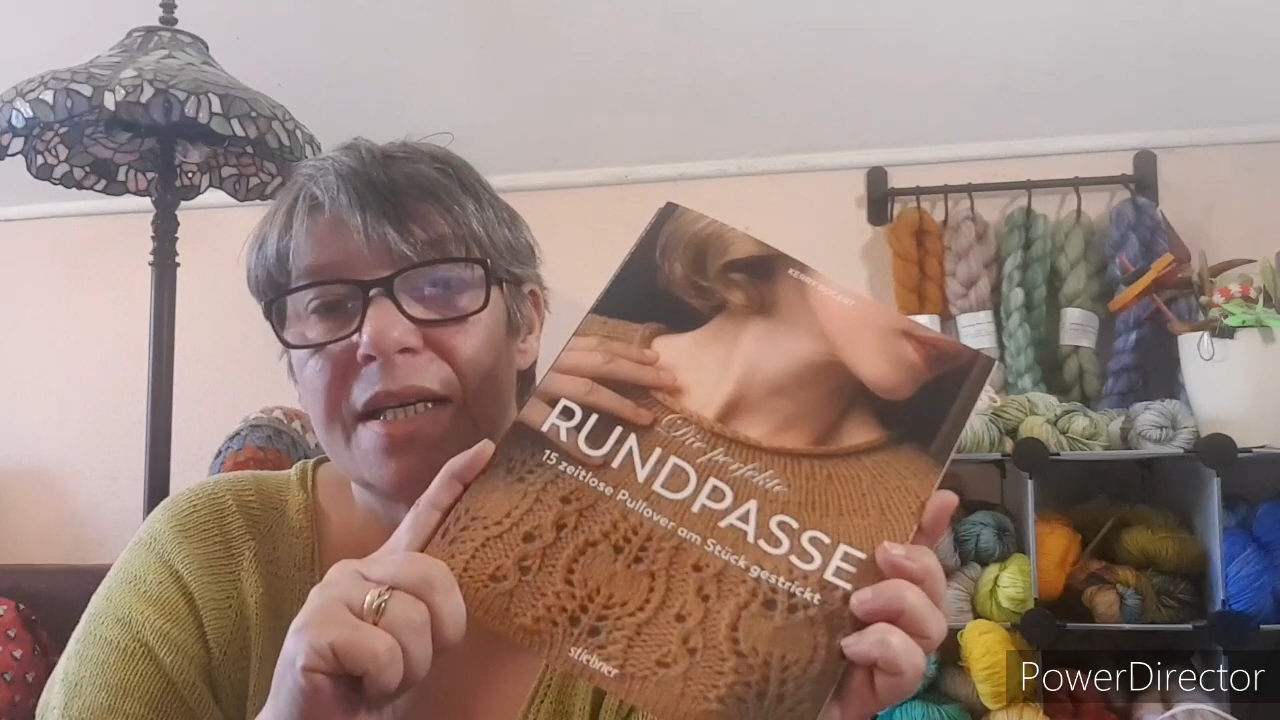 KERRY BOGERT
Die perfekte
RUNDPASSE
15 zeitlose Pullover am Stück gestrickt
stiebner
PowerDirector